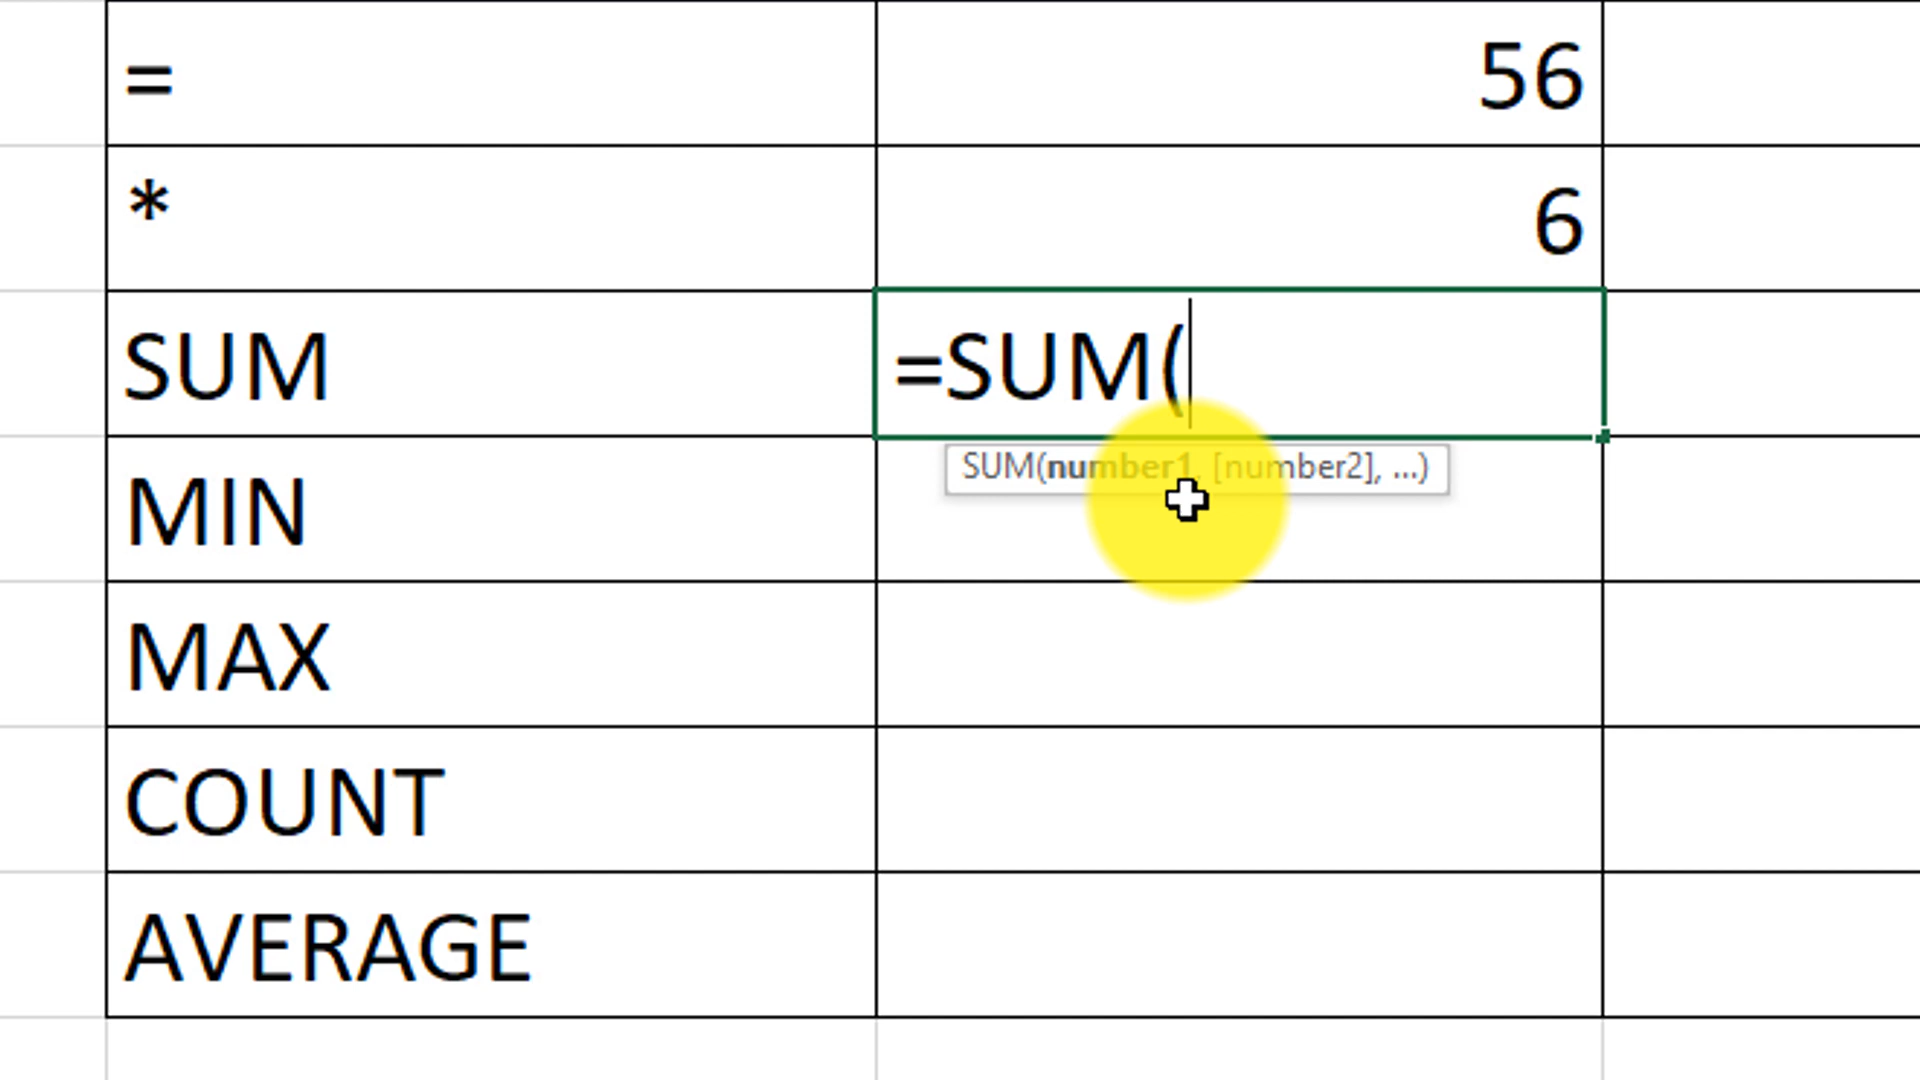 = 56
* 6
SUM =SUM(
SUM(number1, [number2], ...)
MIN
MAX
COUNT
AVERAGE